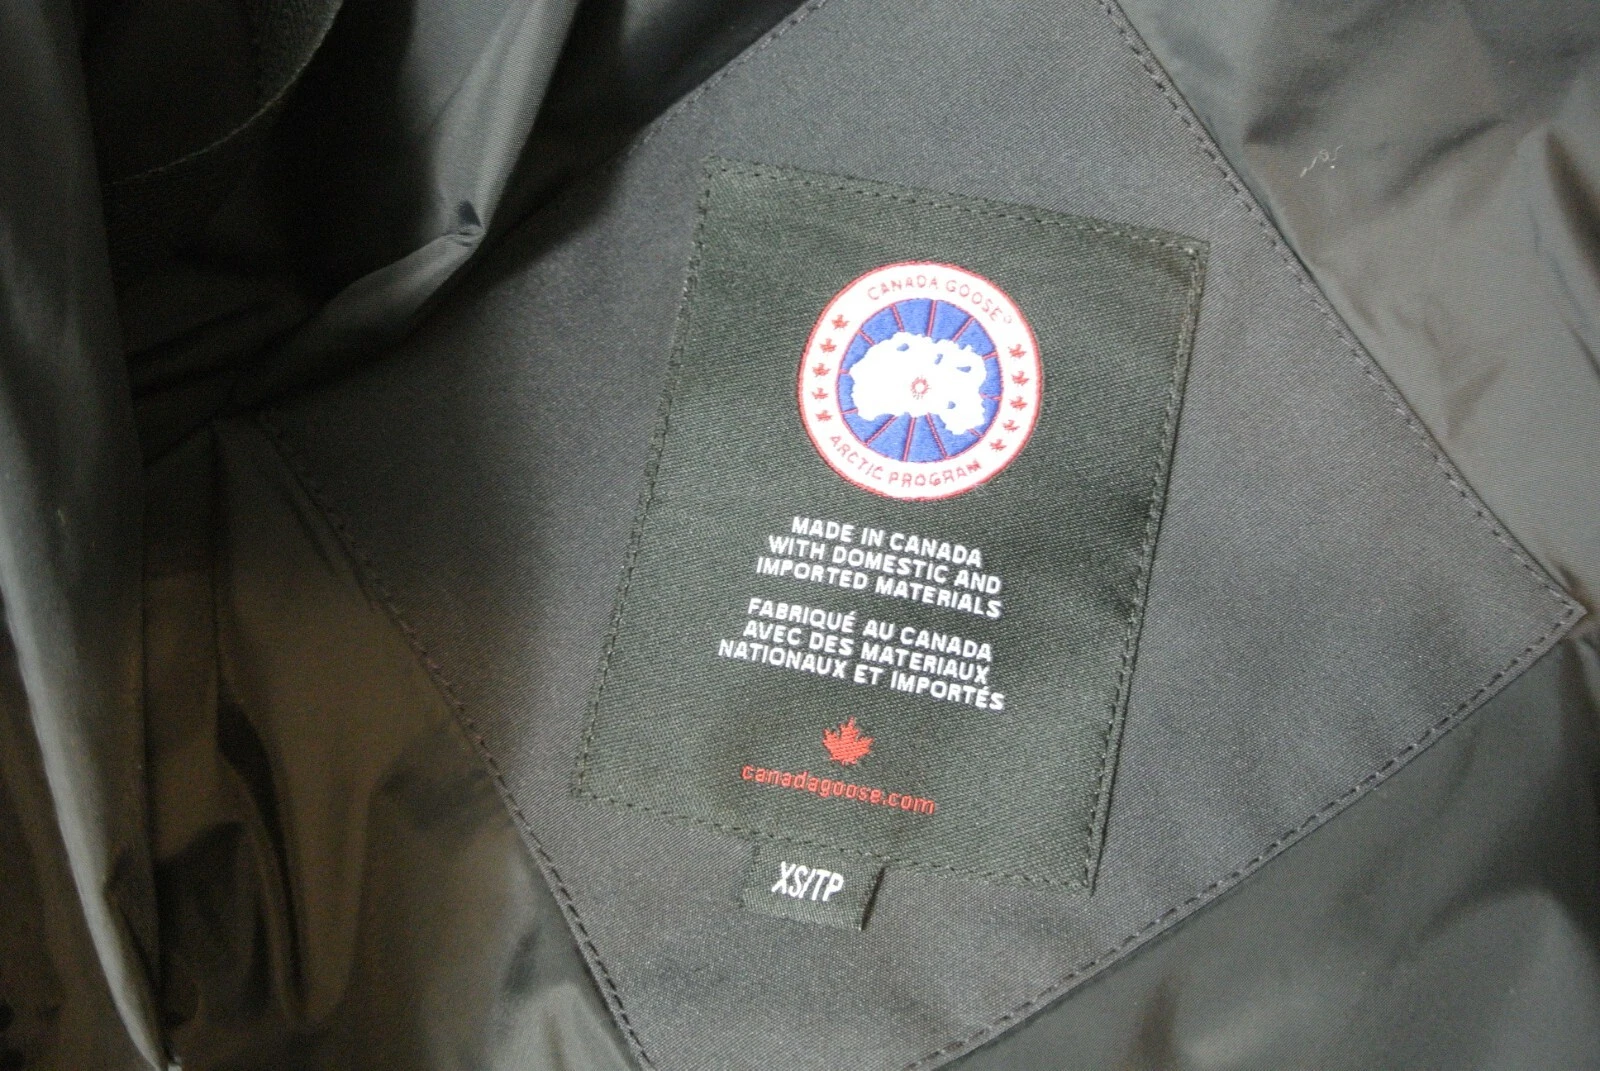 CANADA GOOSE®
ARCTIC PROGRAM
MADE IN CANADA
WITH DOMESTIC AND
IMPORTED MATERIALS
FABRIQUÉ AU CANADA
AVEC DES MATERIAUX
NATIONAUX ET IMPORTÉS
canadagoose.com
XS/TP